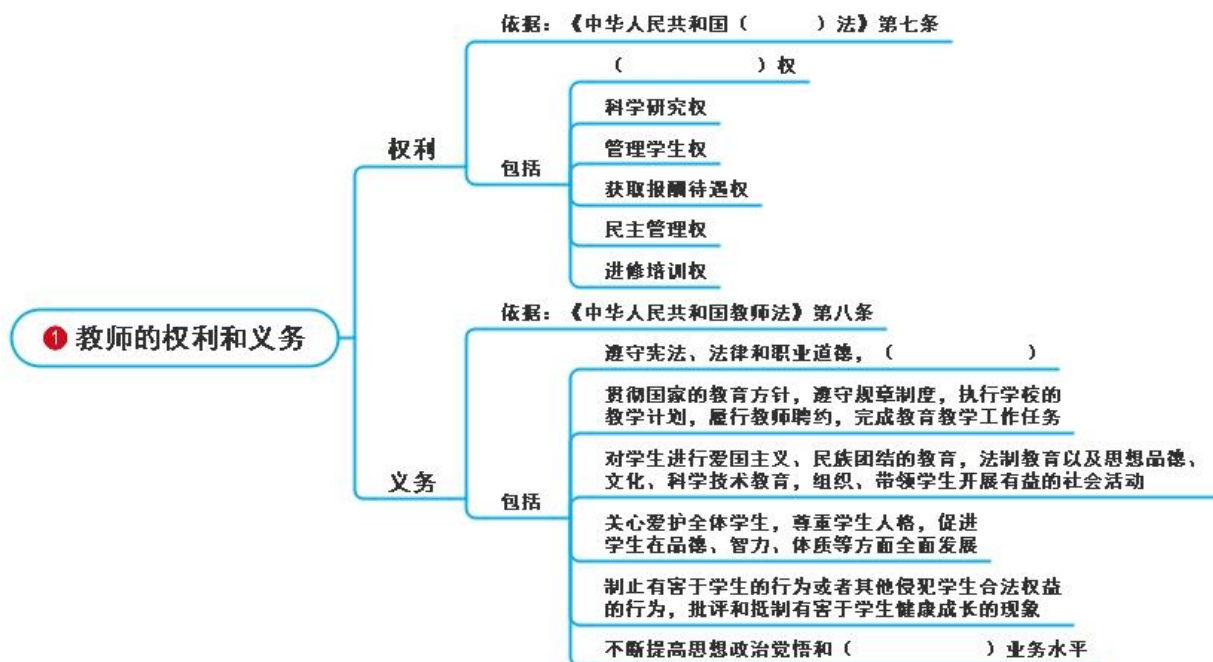 依据：《中华人民共和国（ ）法》第七条
（ ）权
科学研究权
权利
管理学生权
包括
获取报酬待遇权
民主管理权
进修培训权
依据：《中华人民共和国教师法》第八条
1 教师的权利和义务
遵守宪法、法律和职业道德，（ ）
贯彻国家的教育方针，遵守规章制度，执行学校的
教学计划，履行教师聘约，完成教育教学工作任务
对学生进行爱国主义、民族团结的教育，法制教育以及思想品德、
文化、科学技术教育，组织、带领学生开展有益的社会活动
义务
包括
关心爱护全体学生，尊重学生人格，促进
学生在品德、智力、体质等方面全面发展
制止有害于学生的行为或者其他侵犯学生合法权益
的行为，批评和抵制有害于学生健康成长的现象
不断提高思想政治觉悟和（ ）业务水平